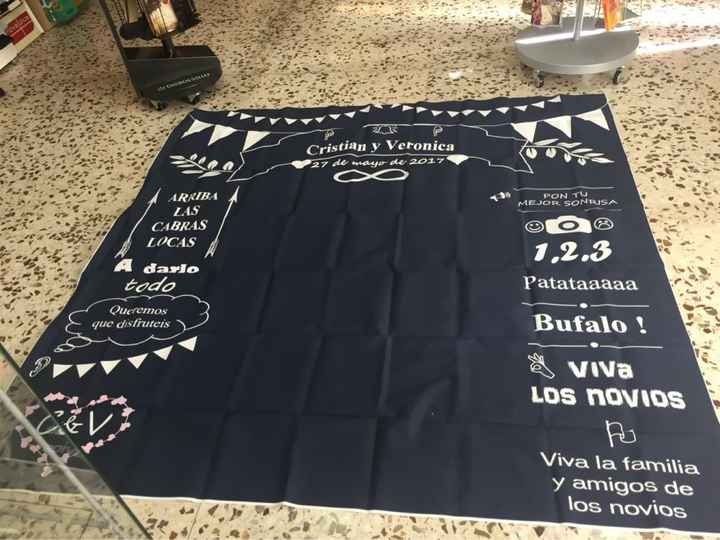 Cristian y Veronica
27 de mayo de 2017
ARRIBA
LAS
CABRAS
LOCAS
A darlo
todo
Queremos
que disfruteis
C&V
PON TU
MEJOR SONRISA
1,2,3
Patataaaaa
Bufalo !
VIVA
LOS NOVIOS
Viva la familia
y amigos de
los novios